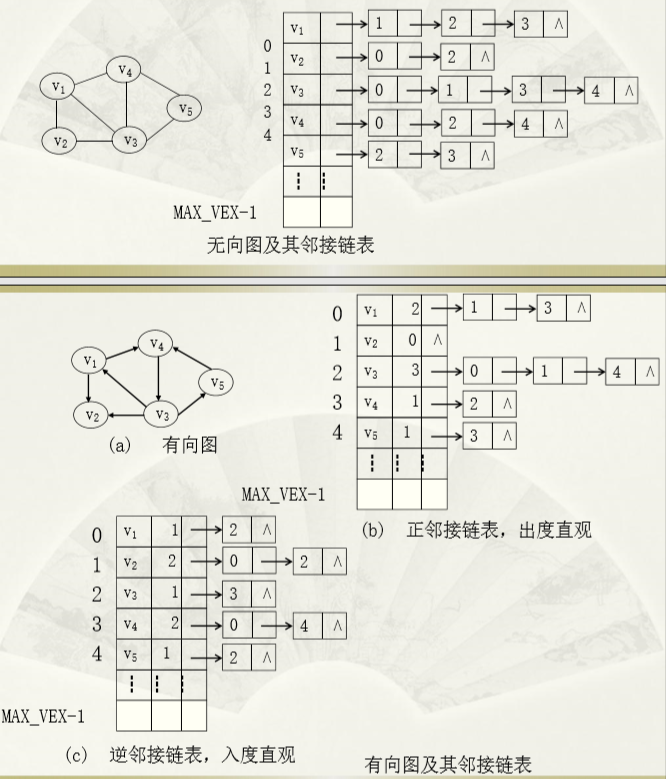 v₁ 1 2 3 ∧
0 v₂ 0 2 ∧
1
2 v₃ 0 1 3 4 ∧
3 v₄ 0 2 4 ∧
4 v₅ 2 3 ∧
v₁ v₄ v₅ v₂ v₃
MAX_VEX-1
无向图及其邻接链表
0 v₁ 2 1 3 ∧
1 v₂ 0 ∧
2 v₃ 3 0 1 4 ∧
3 v₄ 1 2 ∧
4 v₅ 1 3 ∧
v₁ v₄ v₅ v₂ v₃
(a) 有向图
MAX_VEX-1
(b) 正邻接链表，出度直观
0 v₁ 1 2 ∧
1 v₂ 2 0 2 ∧
2 v₃ 1 3 ∧
3 v₄ 2 0 4 ∧
4 v₅ 1 2 ∧
MAX_VEX-1
(c) 逆邻接链表，入度直观
有向图及其邻接链表